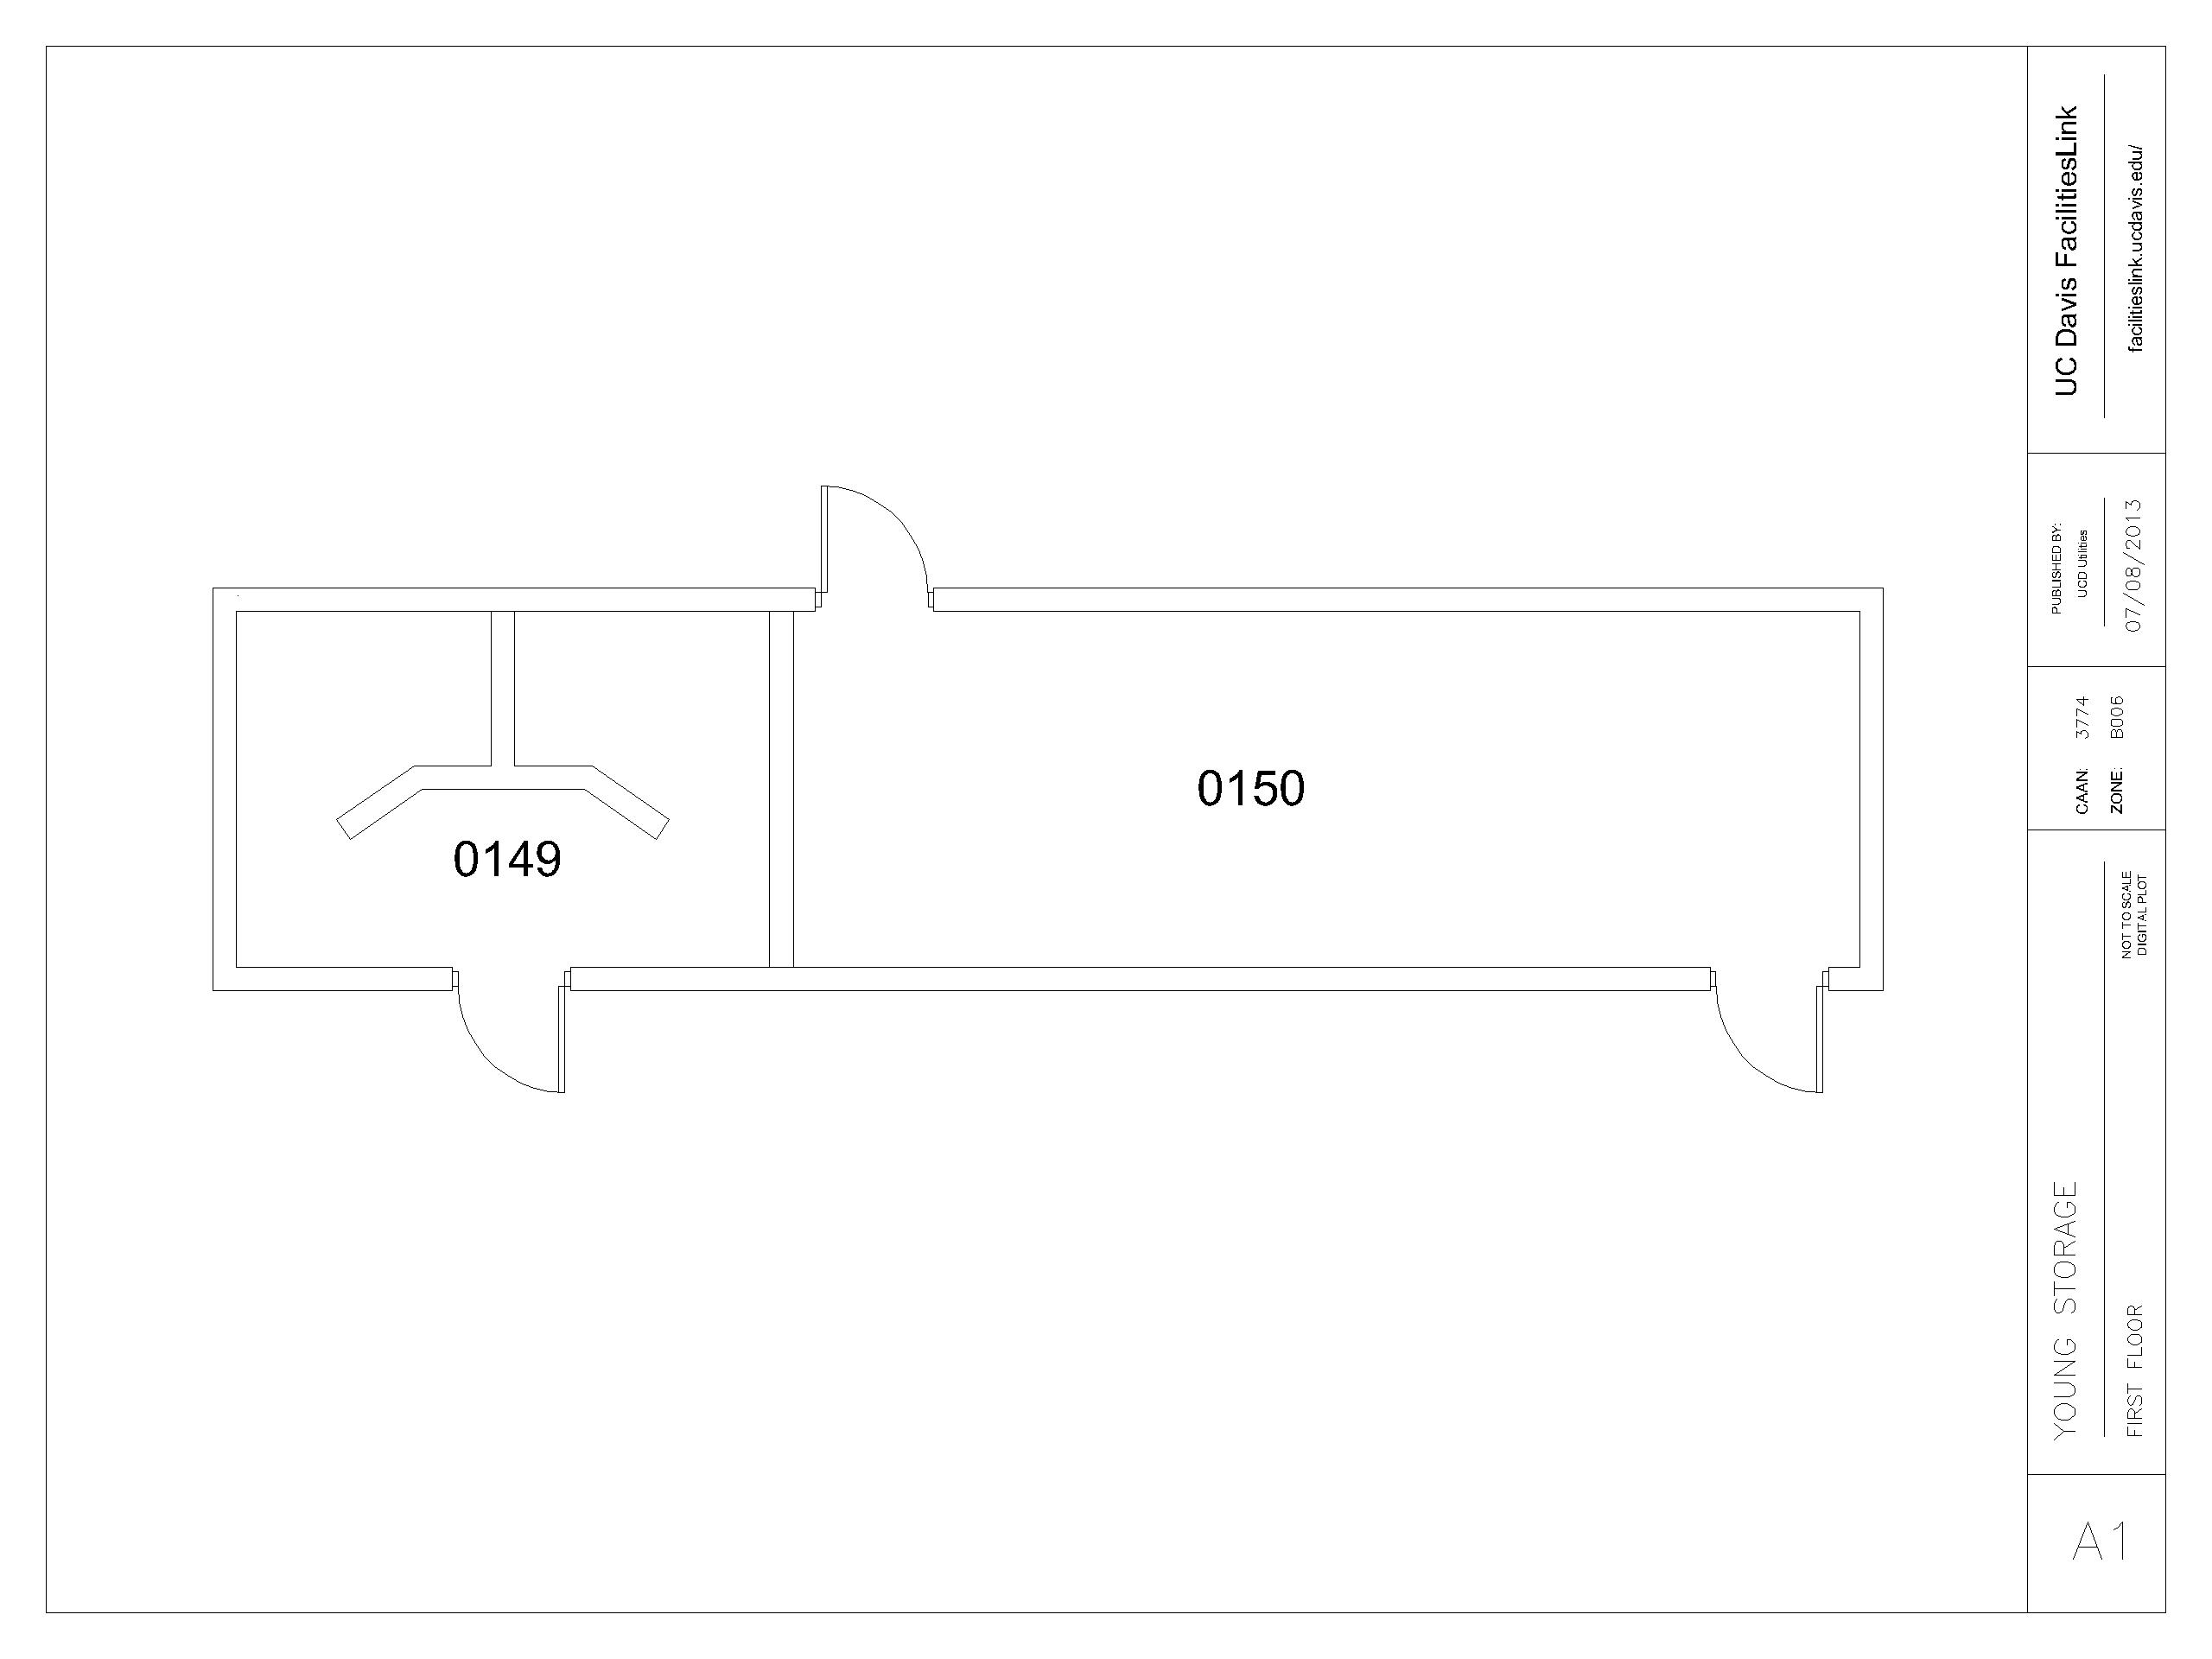 0149
0150
UC Davis FacilitiesLink
facilitieslink.ucdavis.edu/
PUBLISHED BY:
UCD Utilities
07/08/2013
CAAN: 3774
ZONE: B006
NOT TO SCALE
DIGITAL PLOT
YOUNG STORAGE
FIRST FLOOR
A1